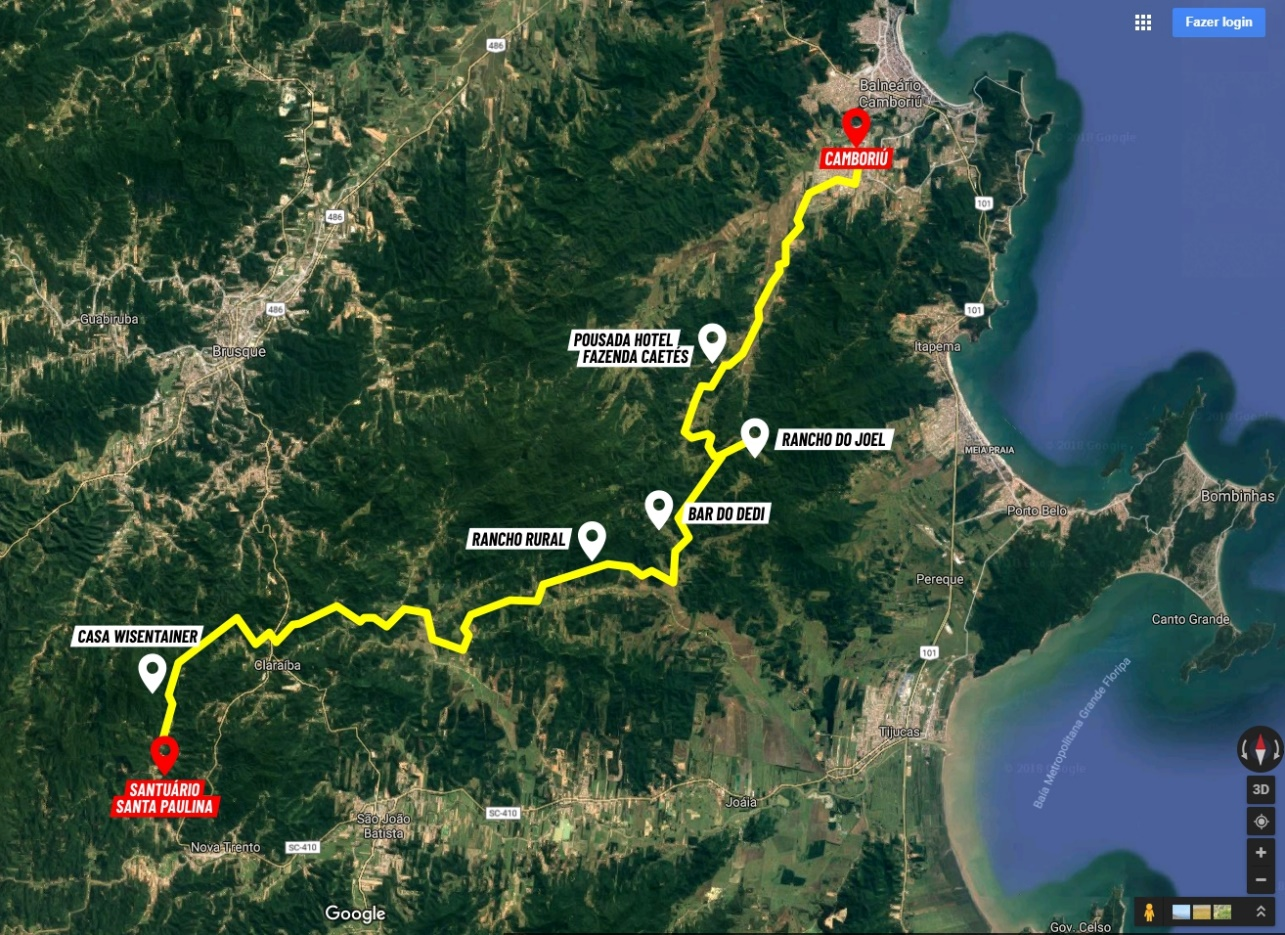 Fazer login
486
Balneário
Camboriú
CAMBORIÚ
101
486
486
101
Guabiruba
Brusque
POUSADA HOTEL
FAZENDA CAETÉS
Itapema
RANCHO DO JOEL
MEIA PRAIA
Bombinhas
BAR DO DEDI
Porto Belo
RANCHO RURAL
Pereque
Canto Grande
CASA WISENTAINER
Claraíba
101
Baía Metropolitana Grande Floripa
Tijucas
© 2018 Google
SANTUÁRIO
SANTA PAULINA
3D
Joáia
SC-410
São João
Batista
Nova Trento
SC-410
Google
Gov. Celso